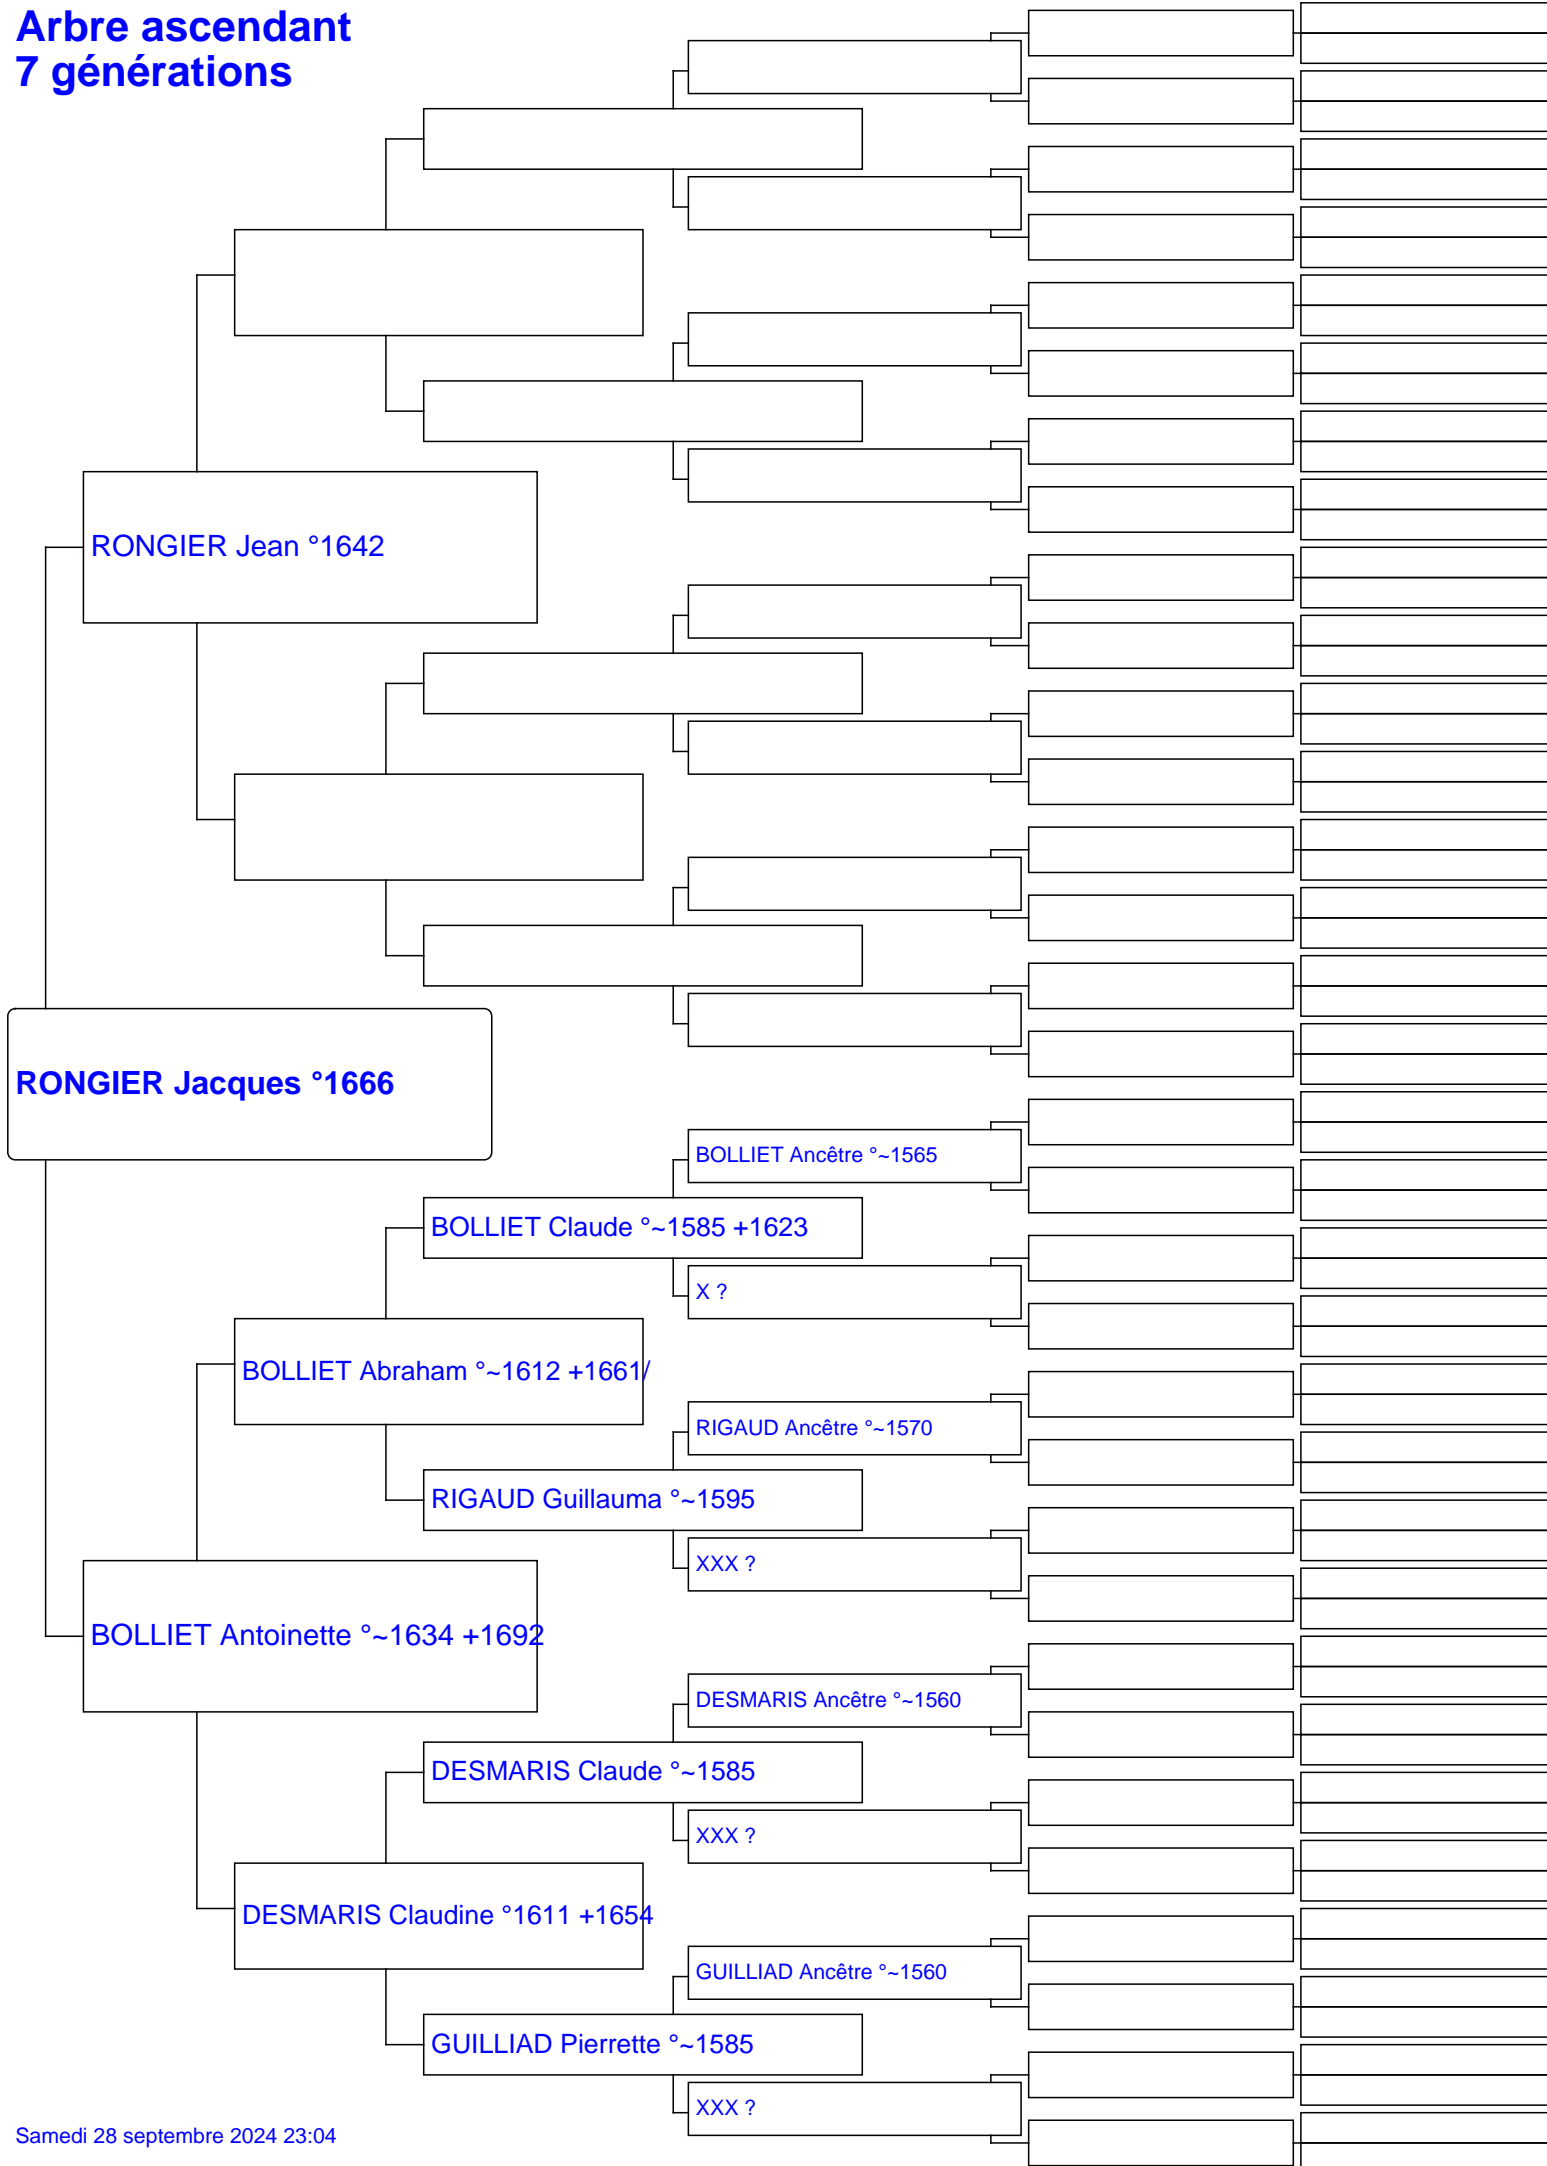 Arbre ascendant
7 générations
RONGIER Jean °1642
RONGIER Jacques °1666
BOLLIET Ancêtre °~1565
BOLLIET Claude °~1585 +1623
X ?
BOLLIET Abraham °~1612 +1661/
RIGAUD Ancêtre °~1570
RIGAUD Guillauma °~1595
XXX ?
BOLLIET Antoinette °~1634 +1692
DESMARIS Ancêtre °~1560
DESMARIS Claude °~1585
XXX ?
DESMARIS Claudine °1611 +1654
GUILLIAD Ancêtre °~1560
GUILLIAD Pierrette °~1585
XXX ?
Samedi 28 septembre 2024 23:04